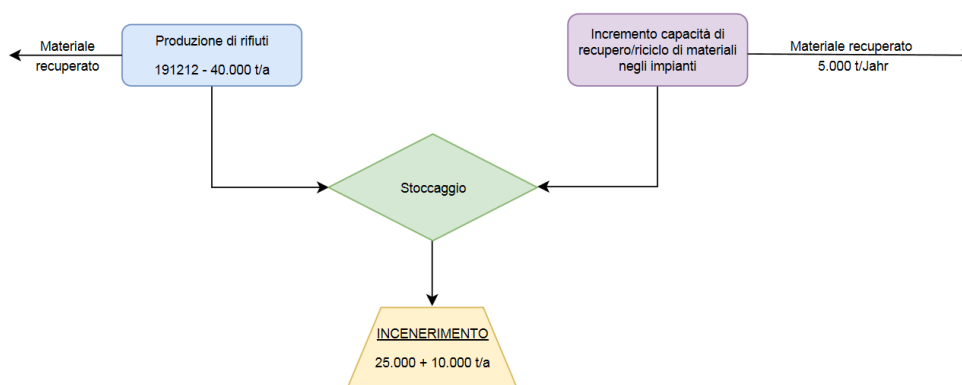 Materiale
recuperato
Produzione di rifiuti
191212 - 40.000 t/a
Incremento capacità di
recupero/riciclo di materiali
negli impianti
Materiale recuperato
5.000 t/Jahr
Stoccaggio
INCENERIMENTO
25.000 + 10.000 t/a